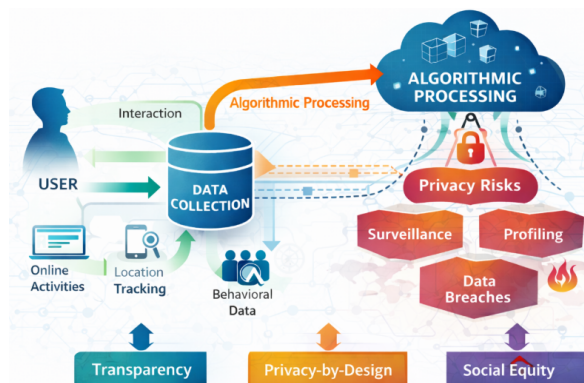 ALGORITHMIC
PROCESSING
Interaction
Algorithmic Processing
USER
DATA
COLLECTION
Privacy Risks
Surveillance
Profiling
Data
Breaches
Online
Activities
Location
Tracking
Behavioral
Data
Transparency
Privacy-by-Design
Social Equity